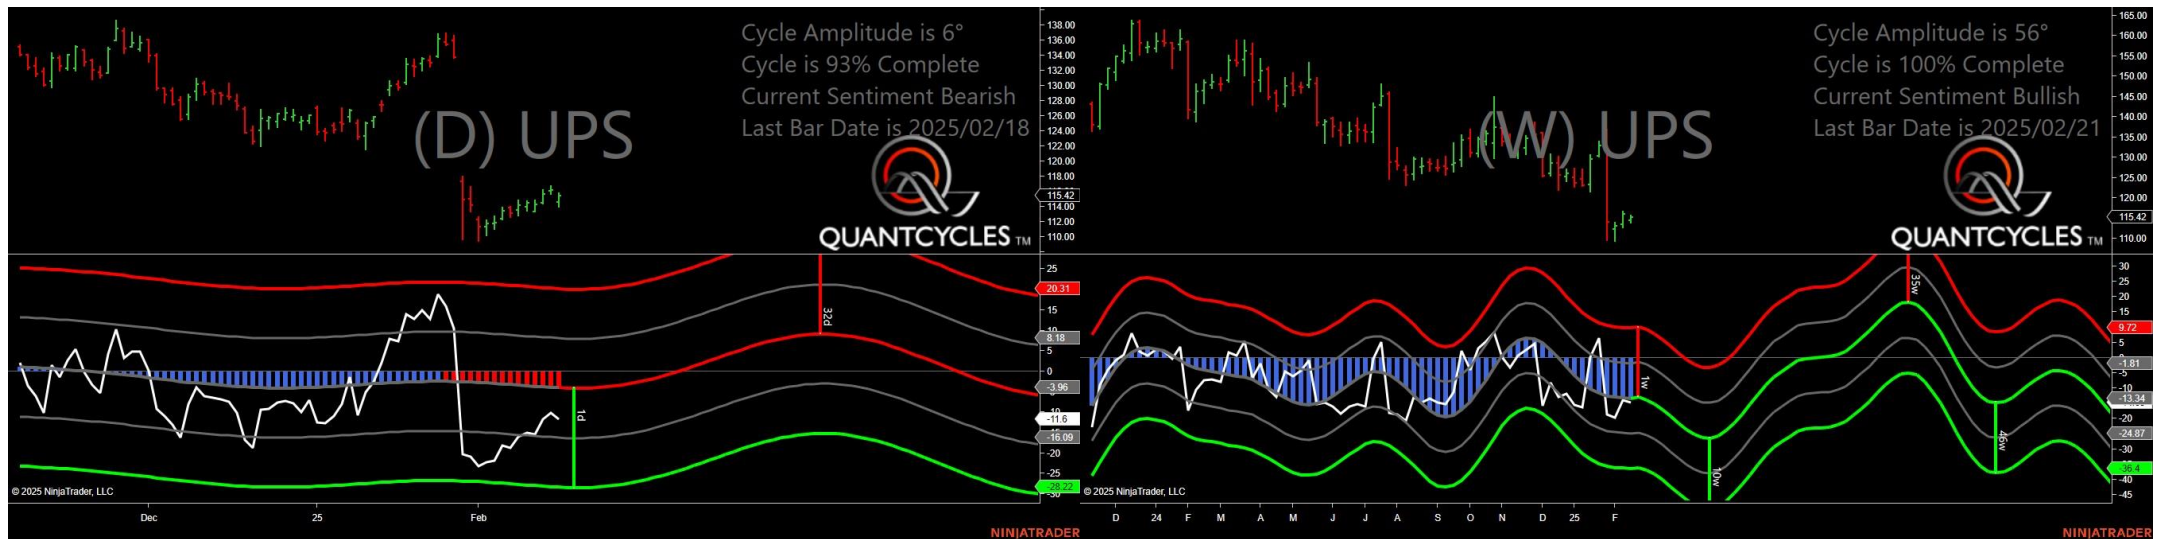 Cycle Amplitude is 6°
Cycle is 93% Complete
Current Sentiment Bearish
Last Bar Date is 2025/02/18
(D) UPS
QUANTCYCLES TM
138.00
136.00
134.00
132.00
130.00
128.00
126.00
124.00
122.00
120.00
118.00
115.42
114.00
112.00
110.00
32d
1d
25
20.31
15
10
8.18
5
0
-3.96
-11.6
-16.09
-20
-25
-28.22
© 2025 NinjaTrader, LLC
Dec
25
Feb
NINJATRADER
Cycle Amplitude is 56°
Cycle is 100% Complete
Current Sentiment Bullish
Last Bar Date is 2025/02/21
(W) UPS
QUANTCYCLES TM
165.00
160.00
155.00
150.00
145.00
140.00
135.00
130.00
125.00
120.00
115.42
110.00
35w
1w
46w
10w
30
25
20
15
9.72
5
-1.81
-5
-10
-13.34
-20
-24.87
-30
-36.4
-40
-45
© 2025 NinjaTrader, LLC
D
24
F
M
A
M
J
J
A
S
O
N
D
25
F
NINJATRADER